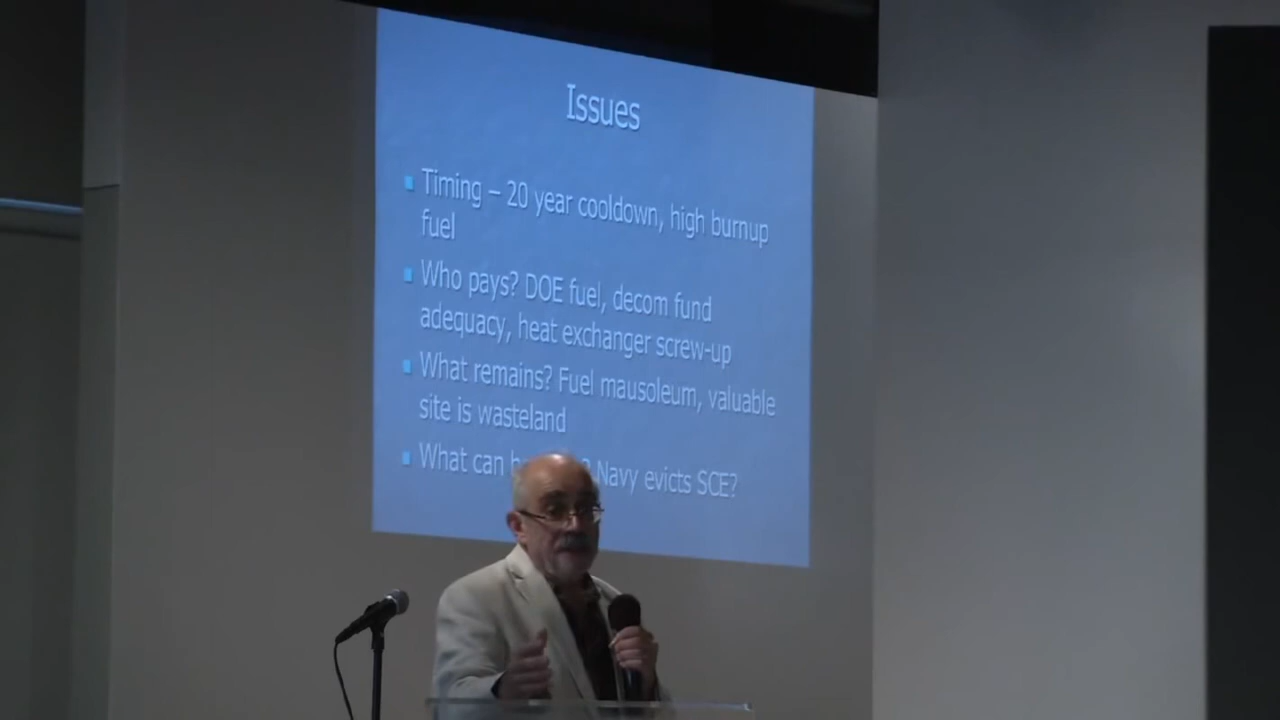 Issues
Timing – 20 year cooldown, high burnup
fuel
Who pays? DOE fuel, decom fund
adequacy, heat exchanger screw-up
What remains? Fuel mausoleum, valuable
site is wasteland
What can ? Navy evicts SCE?